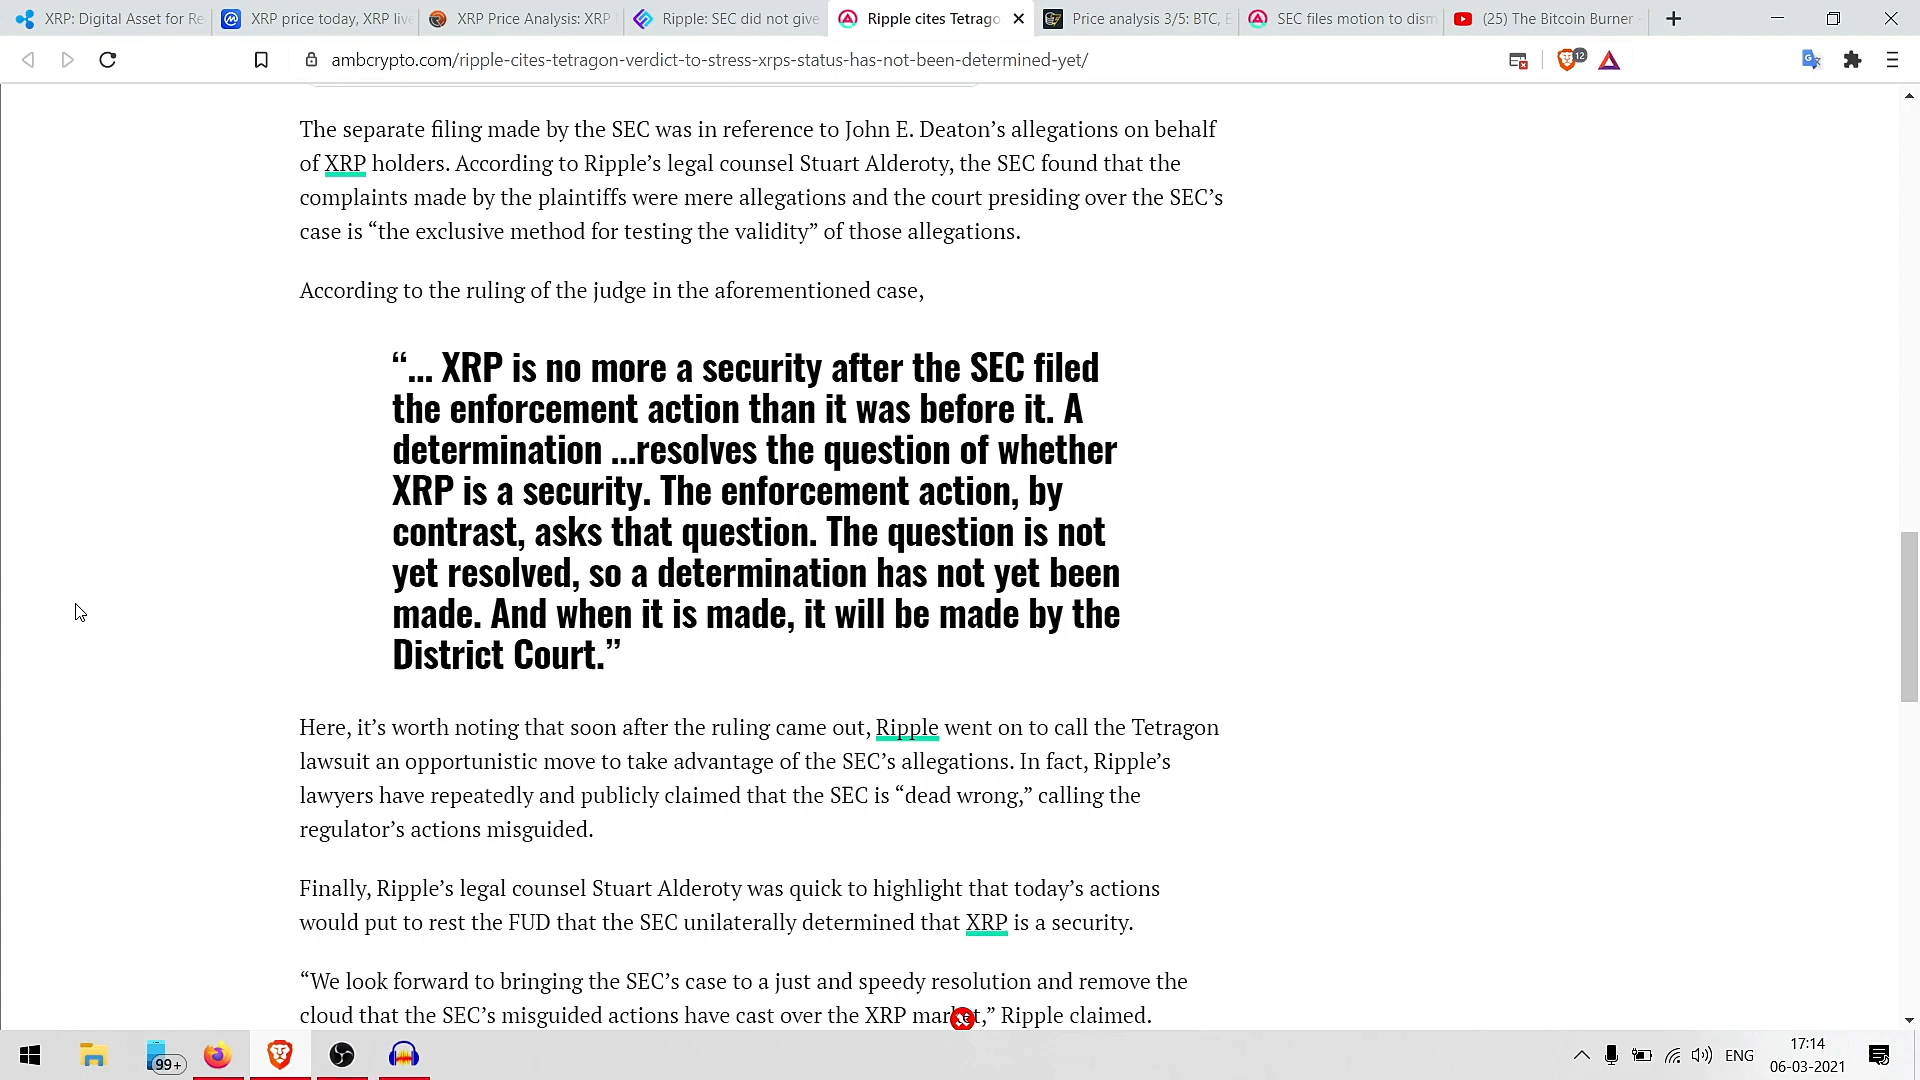 XRP: Digital Asset for Re
XRP price today, XRP live
XRP Price Analysis: XRP
Ripple: SEC did not give
Ripple cites Tetrago
Price analysis 3/5: BTC, E
SEC files motion to dism
(25) The Bitcoin Burner -
ambcrypto.com/ripple-cites-tetragon-verdict-to-stress-xrps-status-has-not-been-determined-yet/
12
The separate filing made by the SEC was in reference to John E. Deaton’s allegations on behalf
of XRP holders. According to Ripple’s legal counsel Stuart Alderoty, the SEC found that the
complaints made by the plaintiffs were mere allegations and the court presiding over the SEC’s
case is “the exclusive method for testing the validity” of those allegations.
According to the ruling of the judge in the aforementioned case,
“... XRP is no more a security after the SEC filed
the enforcement action than it was before it. A
determination ...resolves the question of whether
XRP is a security. The enforcement action, by
contrast, asks that question. The question is not
yet resolved, so a determination has not yet been
made. And when it is made, it will be made by the
District Court.”
Here, it’s worth noting that soon after the ruling came out, Ripple went on to call the Tetragon
lawsuit an opportunistic move to take advantage of the SEC’s allegations. In fact, Ripple’s
lawyers have repeatedly and publicly claimed that the SEC is “dead wrong,” calling the
regulator’s actions misguided.
Finally, Ripple’s legal counsel Stuart Alderoty was quick to highlight that today’s actions
would put to rest the FUD that the SEC unilaterally determined that XRP is a security.
“We look forward to bringing the SEC’s case to a just and speedy resolution and remove the
cloud that the SEC’s misguided actions have cast over the XRP market,” Ripple claimed.
99+
ENG
17:14
06-03-2021